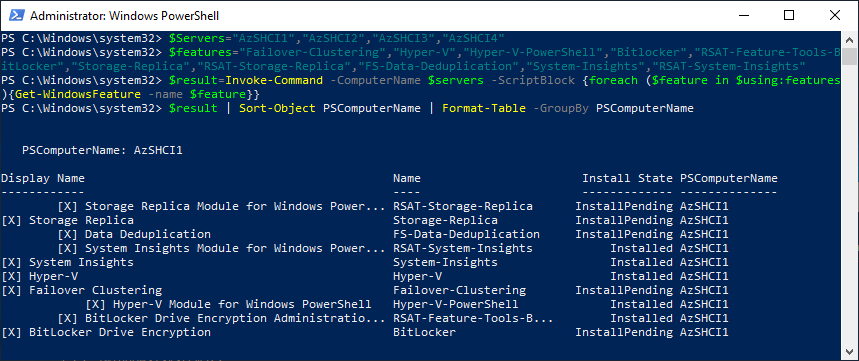 Administrator: Windows PowerShell
PS C:\Windows\system32> $Servers="AzSHCI1","AzSHCI2","AzSHCI3","AzSHCI4"
PS C:\Windows\system32> $features="Failover-Clustering","Hyper-V","Hyper-V-PowerShell","Bitlocker","RSAT-Feature-Tools-B
itLocker","Storage-Replica","RSAT-Storage-Replica","FS-Data-Deduplication","System-Insights","RSAT-System-Insights"
PS C:\Windows\system32> $result=Invoke-Command -ComputerName $servers -ScriptBlock {foreach ($feature in $using:features
){Get-WindowsFeature -name $feature}}
PS C:\Windows\system32> $result | Sort-Object PSComputerName | Format-Table -GroupBy PSComputerName
PSComputerName: AzSHCI1
Display Name Name Install State PSComputerName
------------ ---- ------------- --------------
[X] Storage Replica Module for Windows Power... RSAT-Storage-Replica InstallPending AzSHCI1
[X] Storage Replica Storage-Replica InstallPending AzSHCI1
[X] Data Deduplication FS-Data-Deduplication InstallPending AzSHCI1
[X] System Insights Module for Windows Powe... RSAT-System-Insights Installed AzSHCI1
[X] System Insights System-Insights Installed AzSHCI1
[X] Hyper-V Hyper-V Installed AzSHCI1
[X] Failover Clustering Failover-Clustering Installed AzSHCI1
[X] Hyper-V Module for Windows PowerShell Hyper-V-PowerShell Installed AzSHCI1
[X] BitLocker Drive Encryption Administratio... RSAT-Feature-Tools-B... Installed AzSHCI1
[X] BitLocker Drive Encryption BitLocker InstallPending AzSHCI1